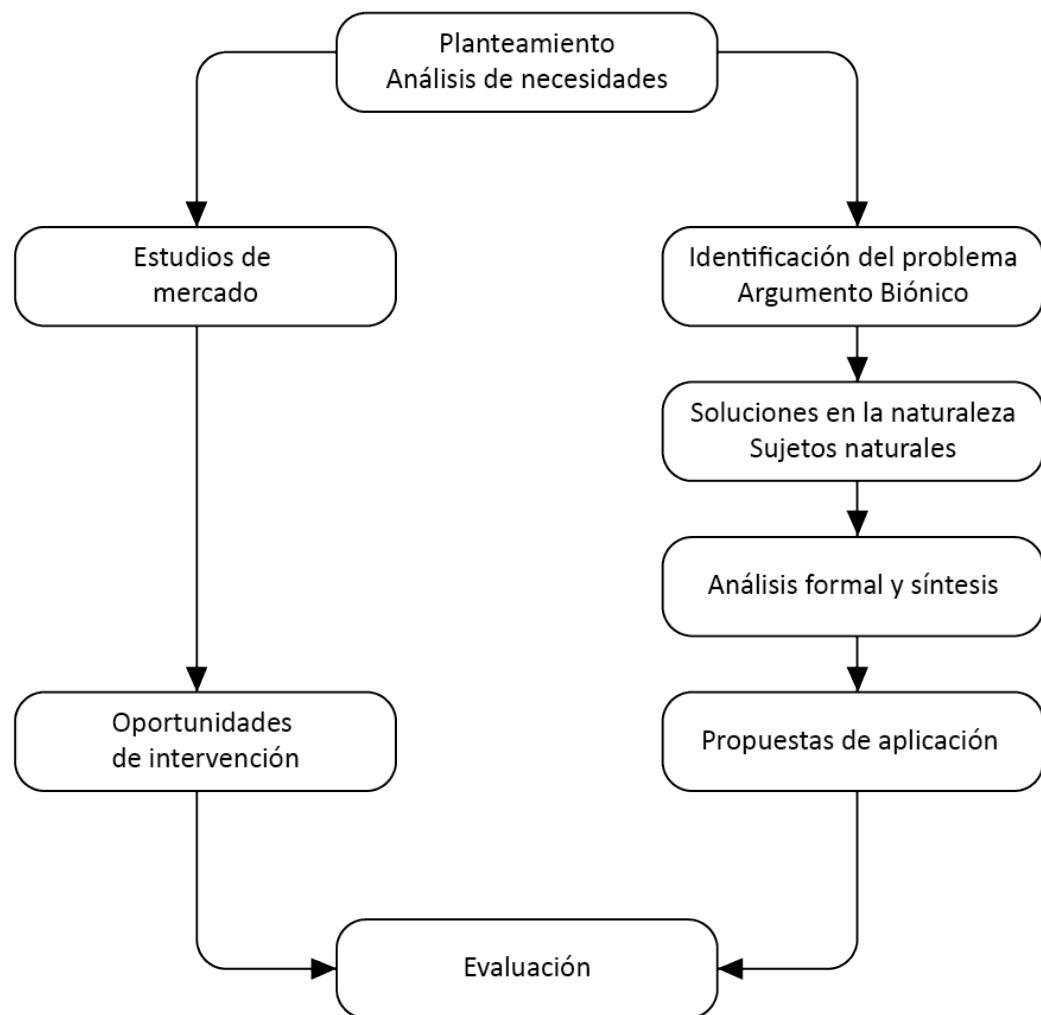 Planteamiento
Análisis de necesidades
Estudios de
mercado
Identificación del problema
Argumento Biónico
Soluciones en la naturaleza
Sujetos naturales
Análisis formal y síntesis
Oportunidades
de intervención
Propuestas de aplicación
Evaluación